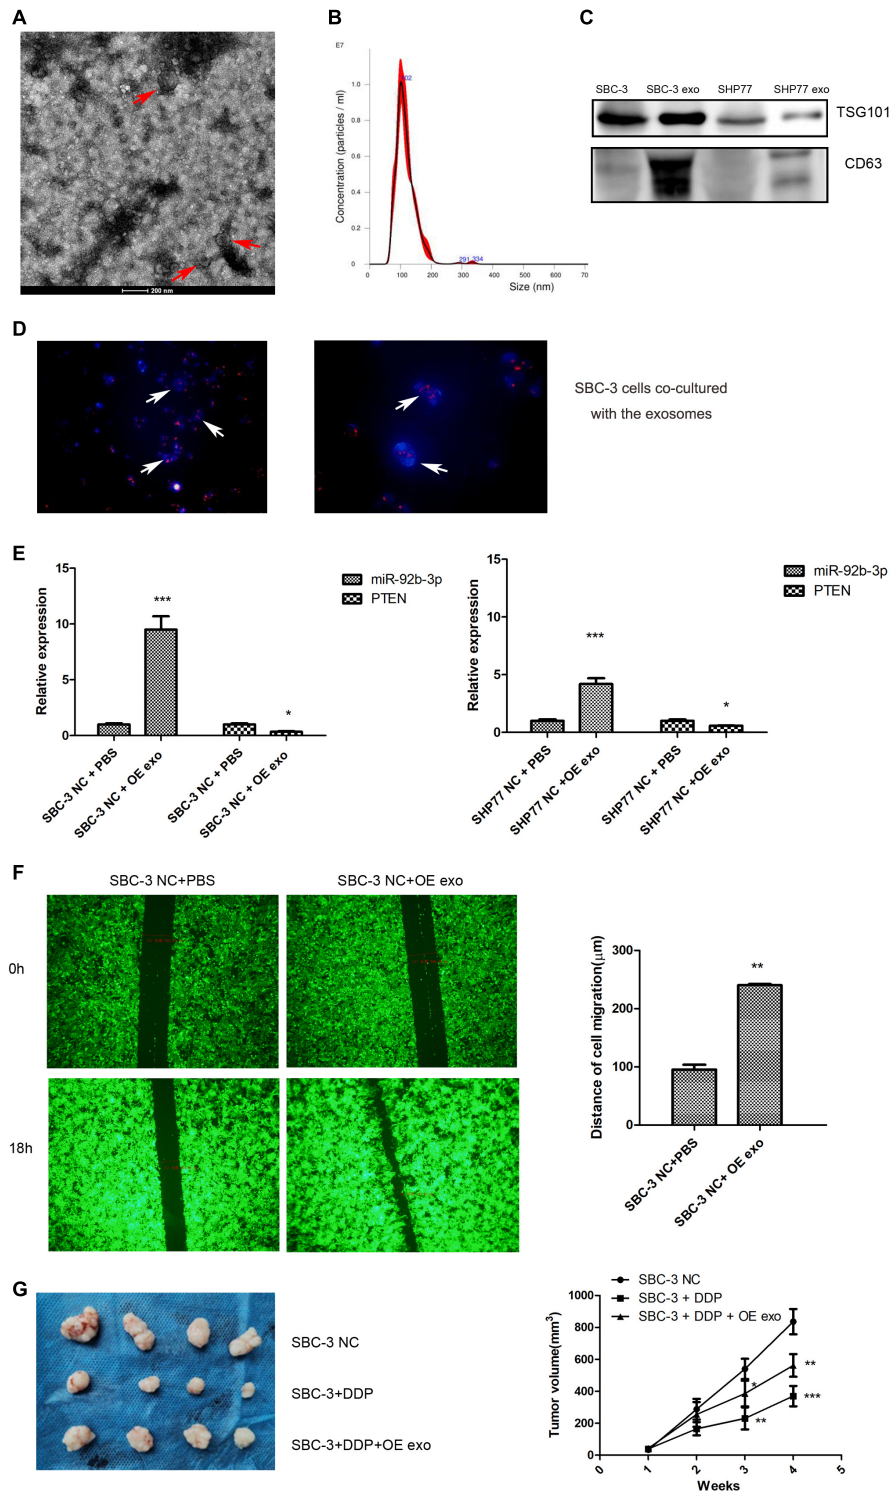 A
200 nm
B
E7
Concentration (particles / ml)
1.0
0.8
0.6
0.4
0.2
0
102
291 334
0 100 200 300 400 500 600 70
Size (nm)
C
SBC-3 SBC-3 exo SHP77 SHP77 exo
TSG101
CD63
D
SBC-3 cells co-cultured
with the exosomes
E
Relative expression
15
10
5
0
***
*
miR-92b-3p
PTEN
SBC-3 NC + PBS
SBC-3 NC + OE exo
SBC-3 NC + PBS
SBC-3 NC + OE exo
Relative expression
15
10
5
0
***
*
miR-92b-3p
PTEN
SHP77 NC + PBS
SHP77 NC +OE exo
SHP77 NC + PBS
SHP77 NC +OE exo
F
SBC-3 NC+PBS SBC-3 NC+OE exo
0h
18h
Distance of cell migration(μm)
300
200
100
0
**
SBC-3 NC+PBS
SBC-3 NC+ OE exo
G
SBC-3 NC
SBC-3+DDP
SBC-3+DDP+OE exo
Tumor volume(mm³)
1000
800
600
400
200
0
SBC-3 NC
SBC-3 + DDP
SBC-3 + DDP + OE exo
*
**
**
***
0 1 2 3 4 5
Weeks